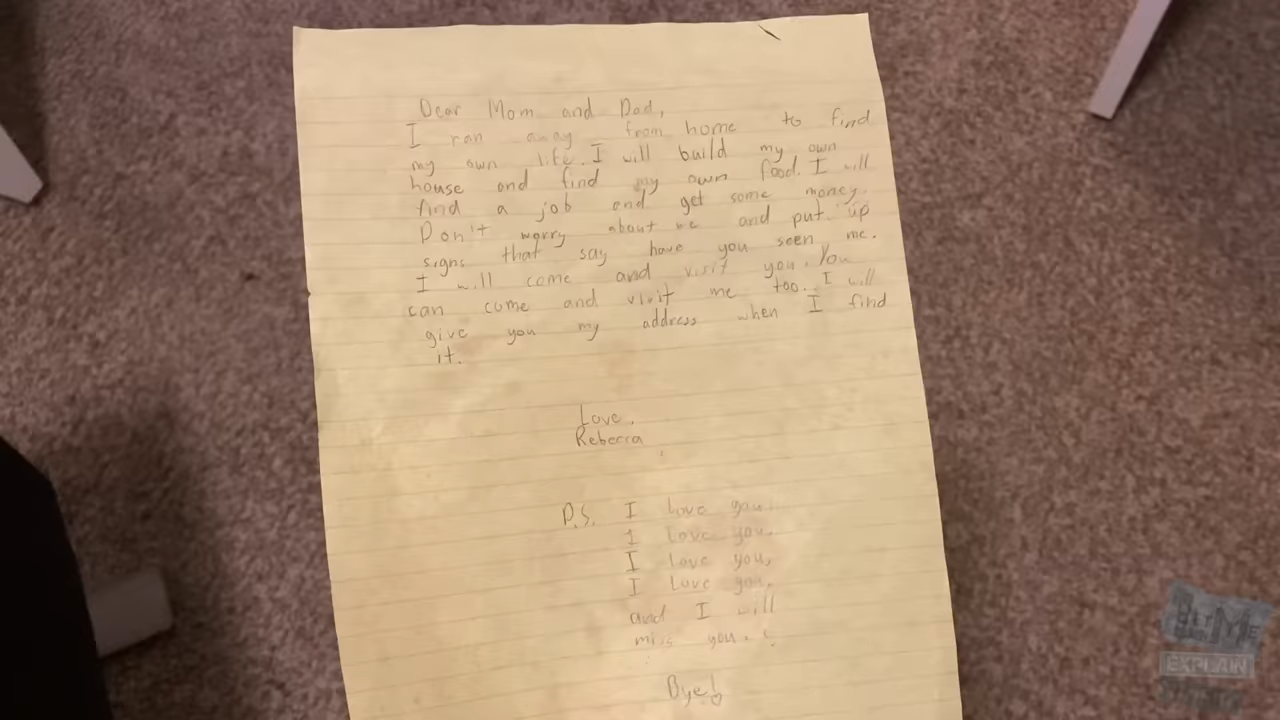 Dear Mom and Dad,
I ran away from home to find
my own life. I will build my own
house and find my own food. I will
find a job and get some money.
Don't worry about me and put up
signs that say have you seen me.
I will come and visit you. You
can come and visit me too. I will
give you my address when I find
it.
Love,
Rebecca
P.S. I Love you!
I Love you,
I Love you,
I Love you,
and I will
miss you.
Bye!
BUT ME
EXPLAIN